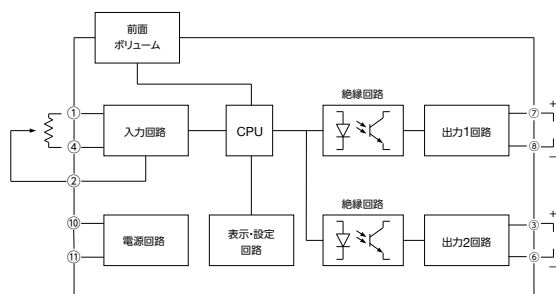 前面
ボリューム
絶縁回路
①
入力回路
CPU
出力1回路
⑦
+
④
⑧
−
②
絶縁回路
⑩
電源回路
表示・設定
回路
出力2回路
③
+
⑪
⑥
−